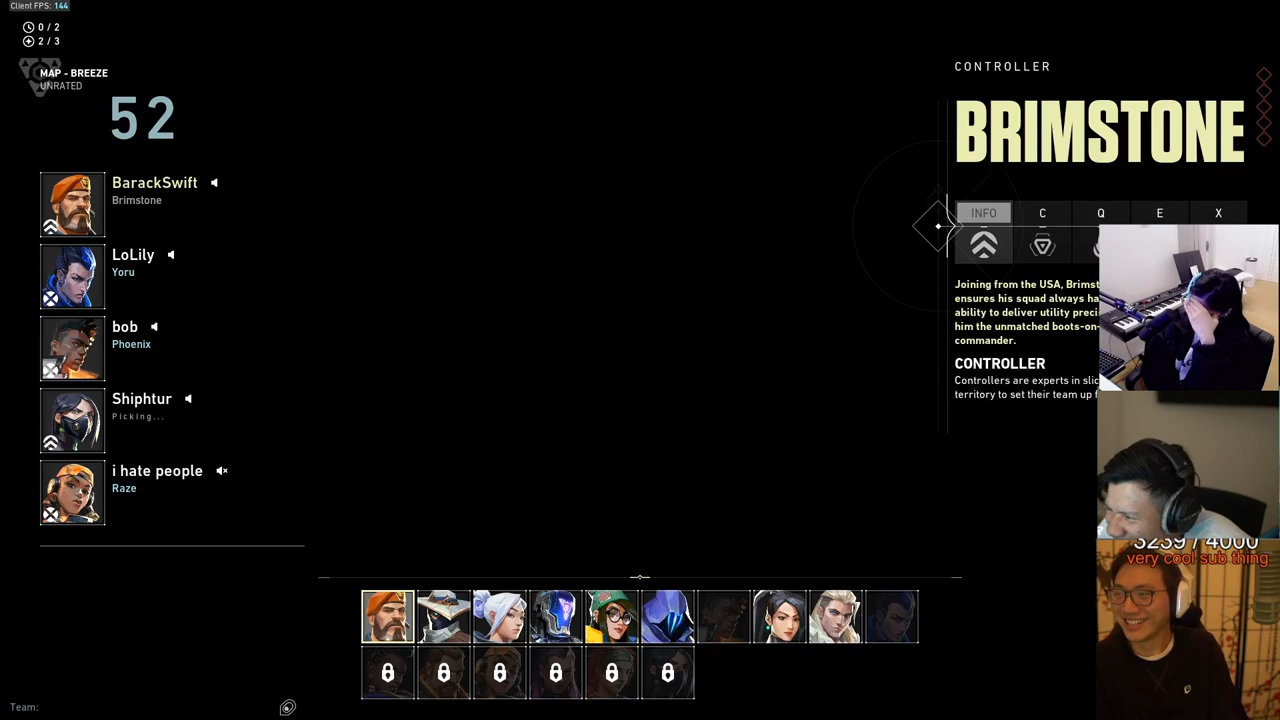 Client FPS: 144
0 / 2
2 / 3
MAP - BREEZE
UNRATED
52
BarackSwift
Brimstone
LoLily
Yoru
bob
Phoenix
Shiphtur
Picking...
i hate people
Raze
Team:
CONTROLLER
BRIMSTONE
INFO C Q E X
Joining from the USA, Brimst
ensures his squad always ha
ability to deliver utility preci
him the unmatched boots-on-
commander.
CONTROLLER
Controllers are experts in slic
territory to set their team up f
3239 / 4000
very cool sub thing